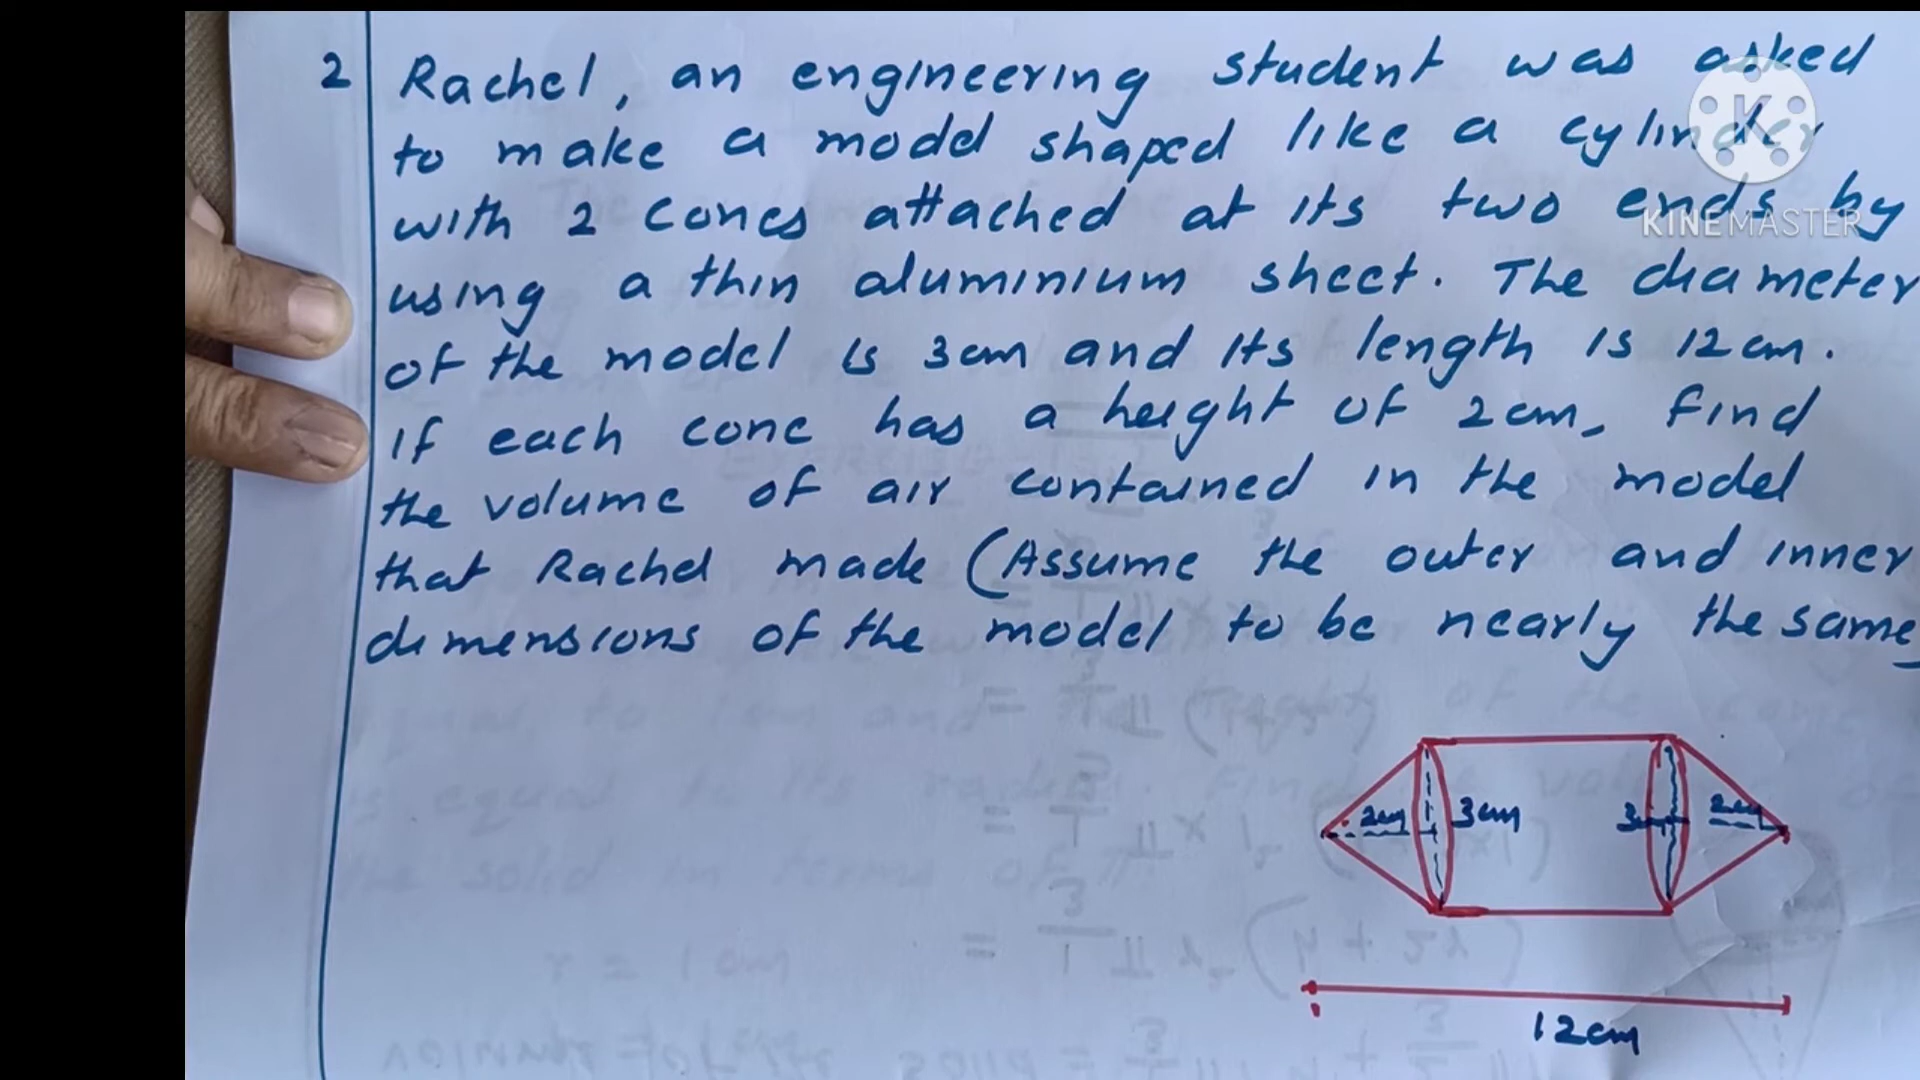 2 Rachel, an engineering student was asked
to make a model shaped like a cylinder
with 2 cones attached at its two ends by
using a thin aluminium sheet. The diameter
of the model is 3cm and its length is 12cm.
If each cone has a height of 2cm, find
the volume of air contained in the model
that Rachel made (Assume the outer and inner
dimensions of the model to be nearly the same
K
KINEMASTER
2cm 3cm 3cm 2cm
12cm